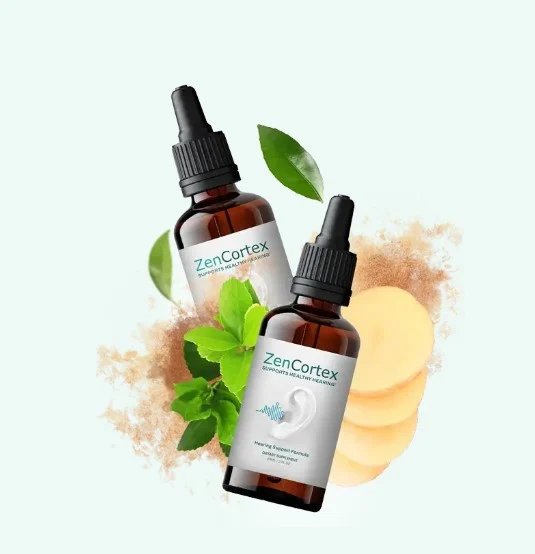 ZenCortex
SUPPORTS HEALTHY HEARING
ZenCortex
SUPPORTS HEALTHY HEARING
Hearing Support Formula
DIETARY SUPPLEMENT